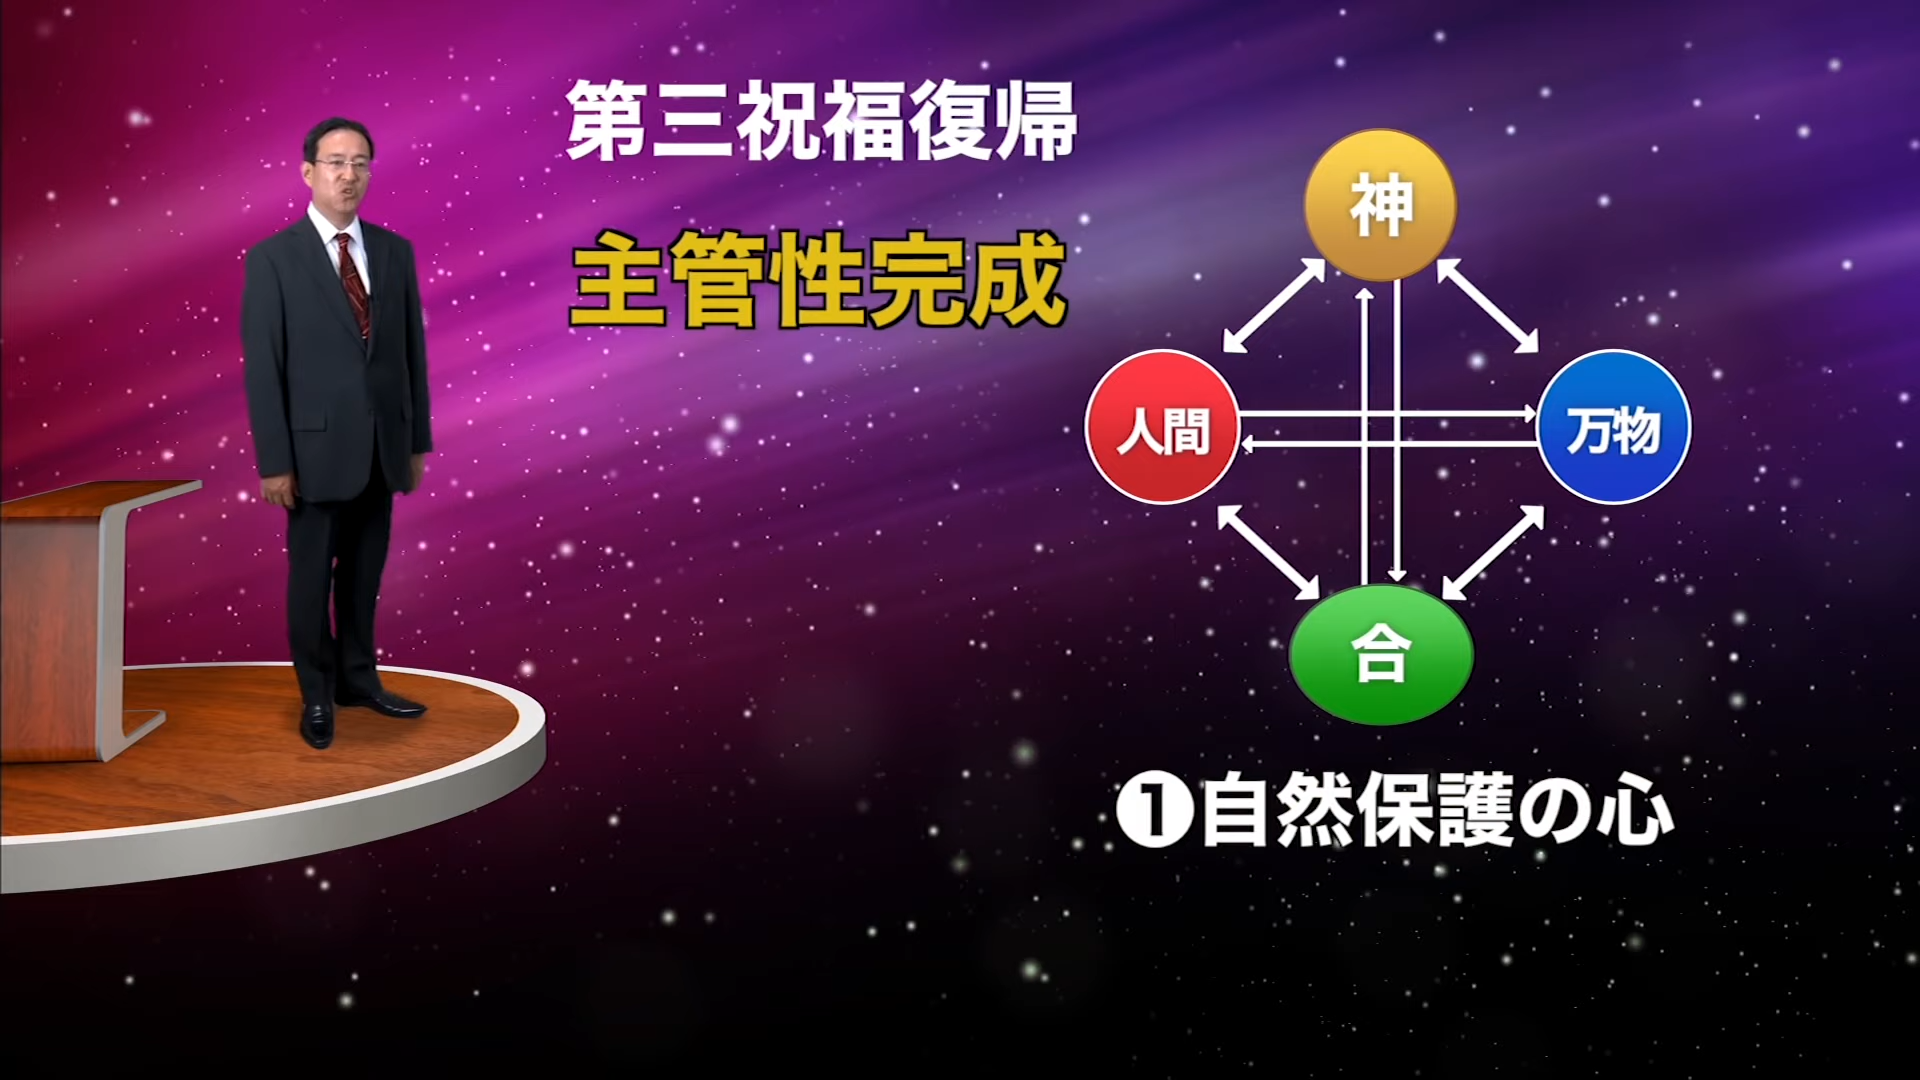 第三祝福復帰
主管性完成
神
人間
万物
合
❶自然保護の心